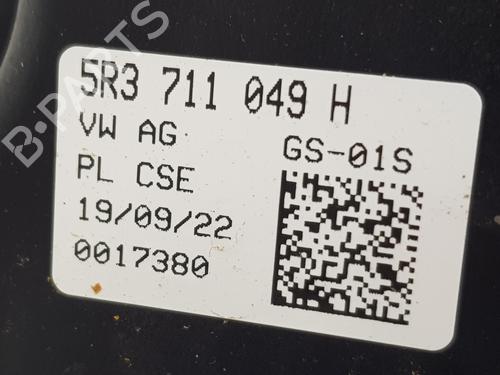 5R3 711 049 H
VW AG
GS-01S
PL CSE
19/09/22
0017380
B-PARTS